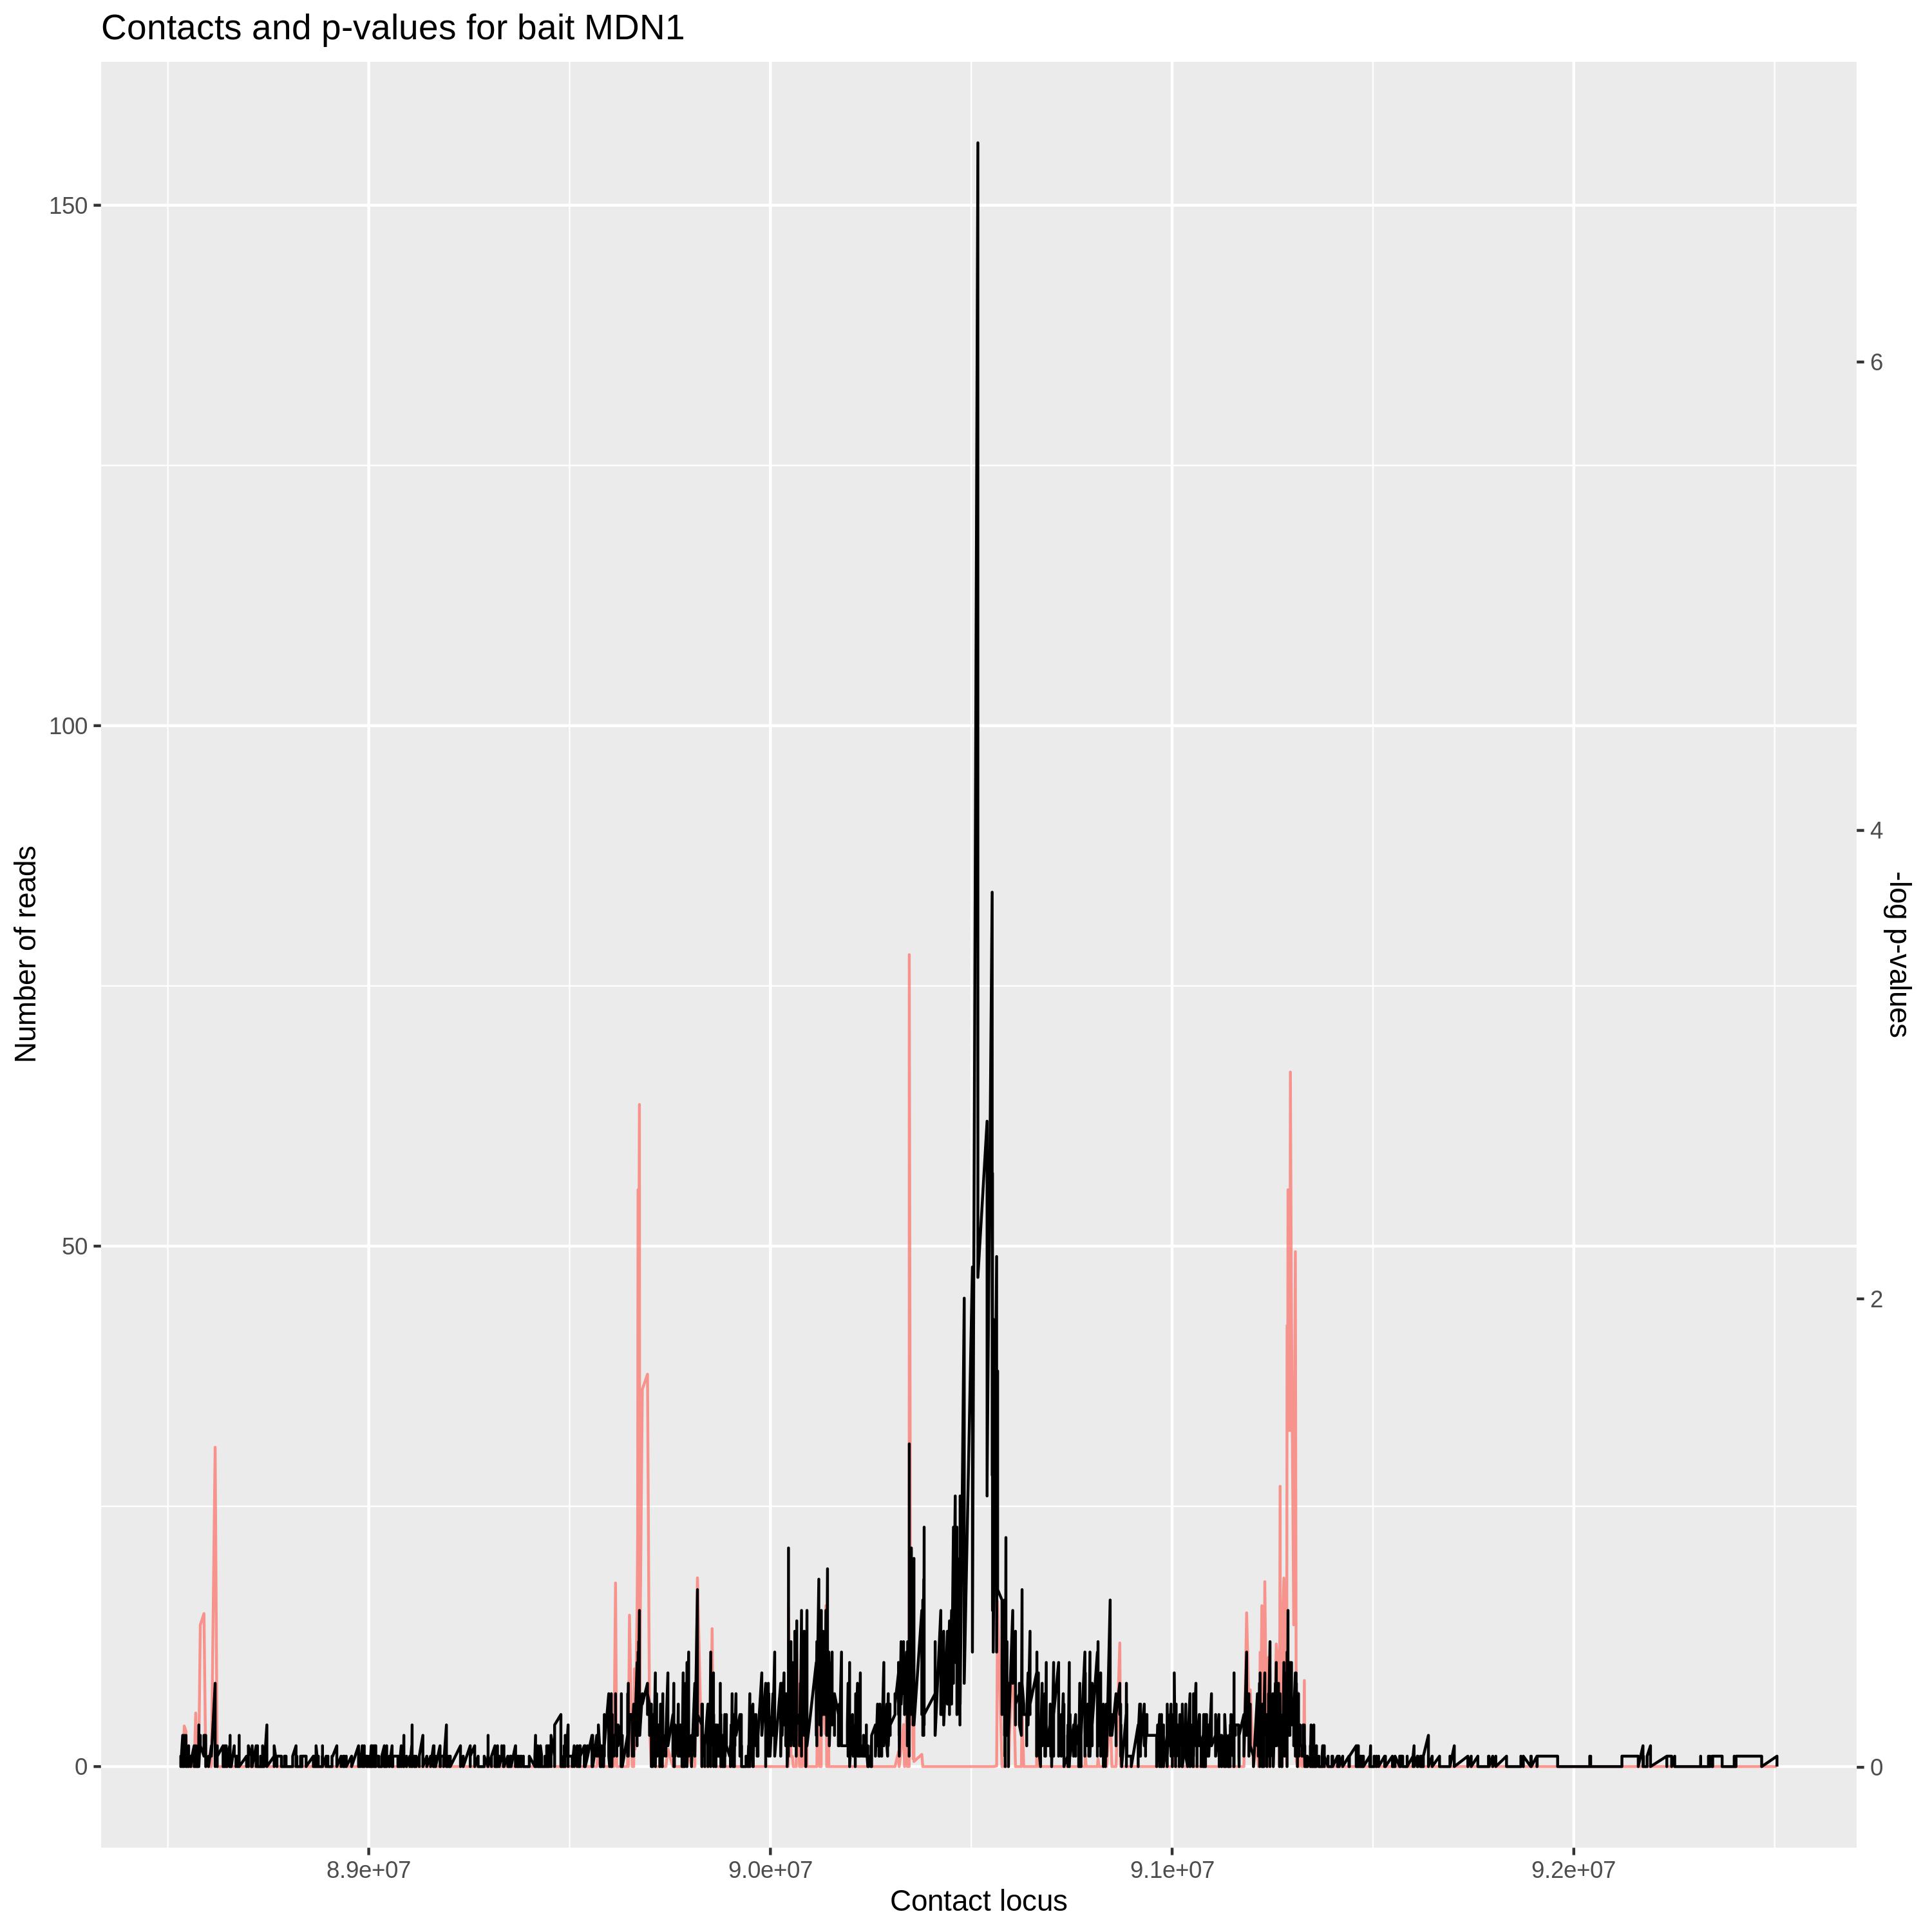 Contacts and p-values for bait MDN1
150
100
50
0
Number of reads
6
4
2
0
-log p-values
8.9e+07
9.0e+07
9.1e+07
9.2e+07
Contact locus